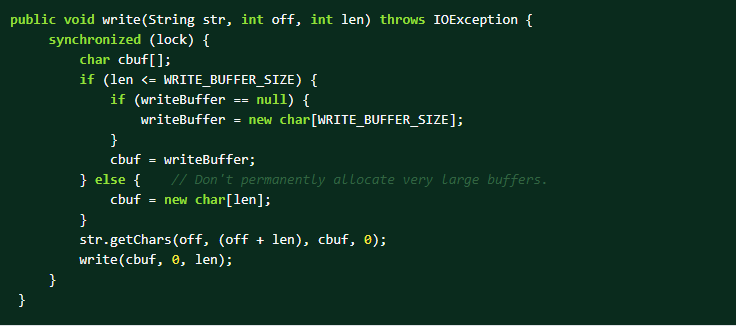 public void write(String str, int off, int len) throws IOException {
     synchronized (lock) {
         char cbuf[];
         if (len <= WRITE_BUFFER_SIZE) {
             if (writeBuffer == null) {
                 writeBuffer = new char[WRITE_BUFFER_SIZE];
             }
             cbuf = writeBuffer;
         } else {    // Don't permanently allocate very large buffers.
             cbuf = new char[len];
         }
         str.getChars(off, (off + len), cbuf, 0);
         write(cbuf, 0, len);
     }
 }